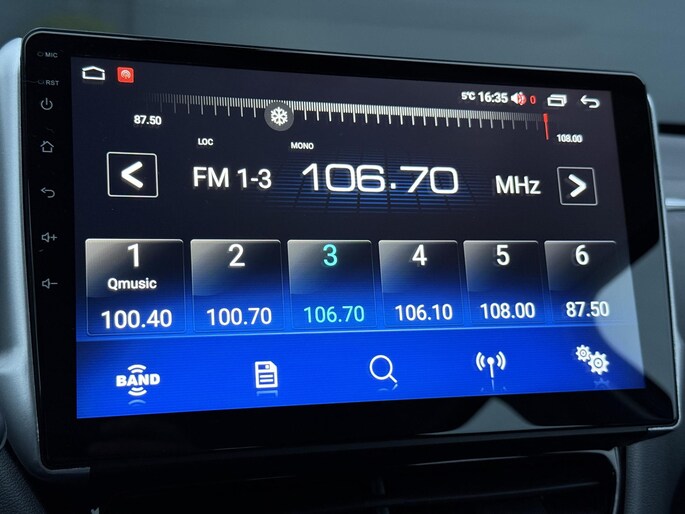 MIC
5°C 16:35 0
RST
87.50
108.00
LOC
MONO
FM 1-3 106.70 MHz
1 2 3 4 5 6
Qmusic
100.40 100.70 106.70 106.10 108.00 87.50
BAND